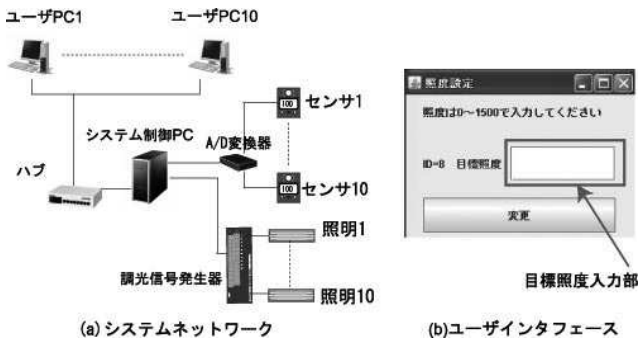 ユーザPC1
ユーザPC10
システム制御PC
A/D変換器
センサ1
ハブ
センサ10
100
100
照明1
調光信号発生器
照明10
(a)システムネットワーク
照度設定
照度は0～1500で入力してください
ID=8 目標照度
変更
目標照度入力部
(b)ユーザインタフェース